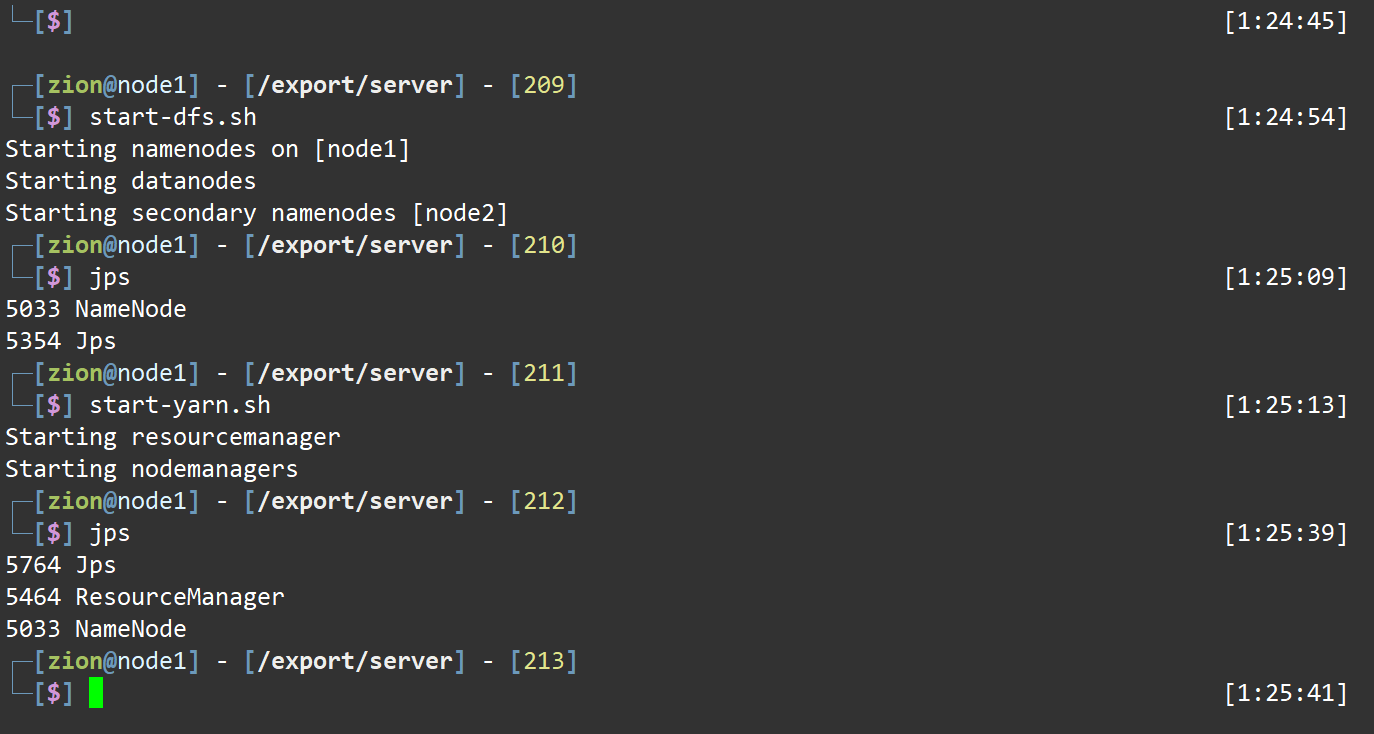 [$] [1:24:45]
[zion@node1] - [/export/server] - [209]
[$] start-dfs.sh [1:24:54]
Starting namenodes on [node1]
Starting datanodes
Starting secondary namenodes [node2]
[zion@node1] - [/export/server] - [210]
[$] jps [1:25:09]
5033 NameNode
5354 Jps
[zion@node1] - [/export/server] - [211]
[$] start-yarn.sh [1:25:13]
Starting resourcemanager
Starting nodemanagers
[zion@node1] - [/export/server] - [212]
[$] jps [1:25:39]
5764 Jps
5464 ResourceManager
5033 NameNode
[zion@node1] - [/export/server] - [213]
[$] [1:25:41]